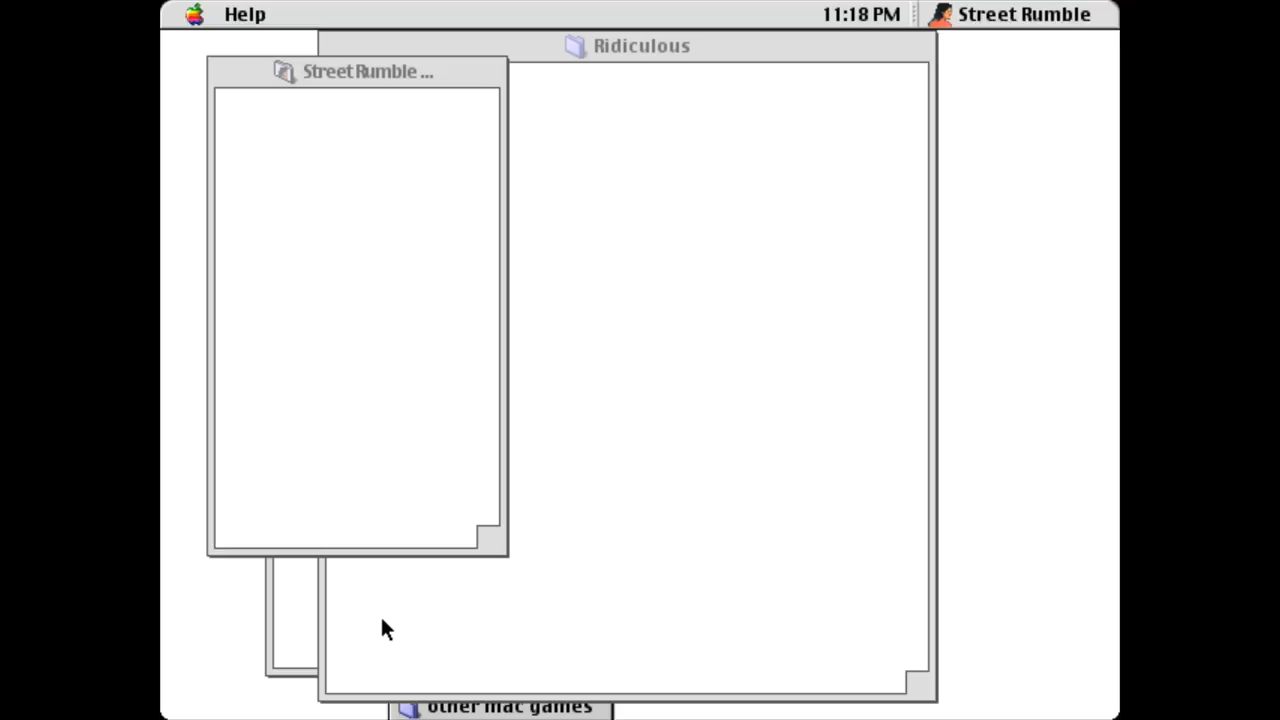 Help
11:18 PM
Street Rumble
Ridiculous
Street Rumble ...
other mac games